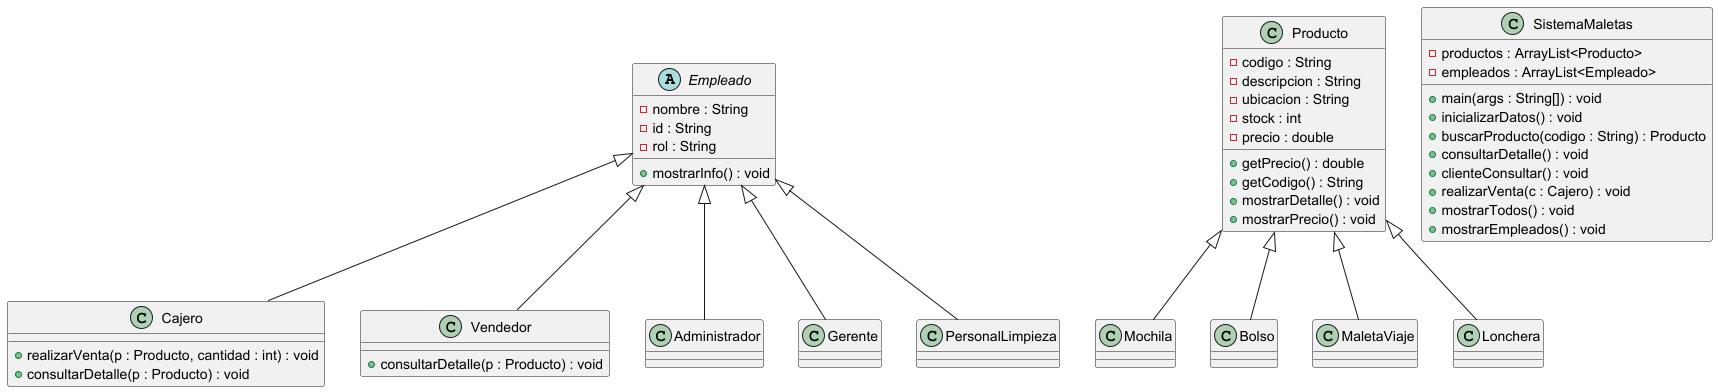 C Producto
codigo : String
descripcion : String
ubicacion : String
stock : int
precio : double
getPrecio() : double
getCodigo() : String
mostrarDetalle() : void
mostrarPrecio() : void
C SistemaMaletas
productos : ArrayList<Producto>
empleados : ArrayList<Empleado>
main(args : String[]) : void
inicializarDatos() : void
buscarProducto(codigo : String) : Producto
consultarDetalle() : void
clienteConsultar() : void
realizarVenta(c : Cajero) : void
mostrarTodos() : void
mostrarEmpleados() : void
A Empleado
nombre : String
id : String
rol : String
mostrarInfo() : void
C Cajero
realizarVenta(p : Producto, cantidad : int) : void
consultarDetalle(p : Producto) : void
C Vendedor
consultarDetalle(p : Producto) : void
C Administrador
C Gerente
C PersonalLimpieza
C Mochila
C Bolso
C MaletaViaje
C Lonchera